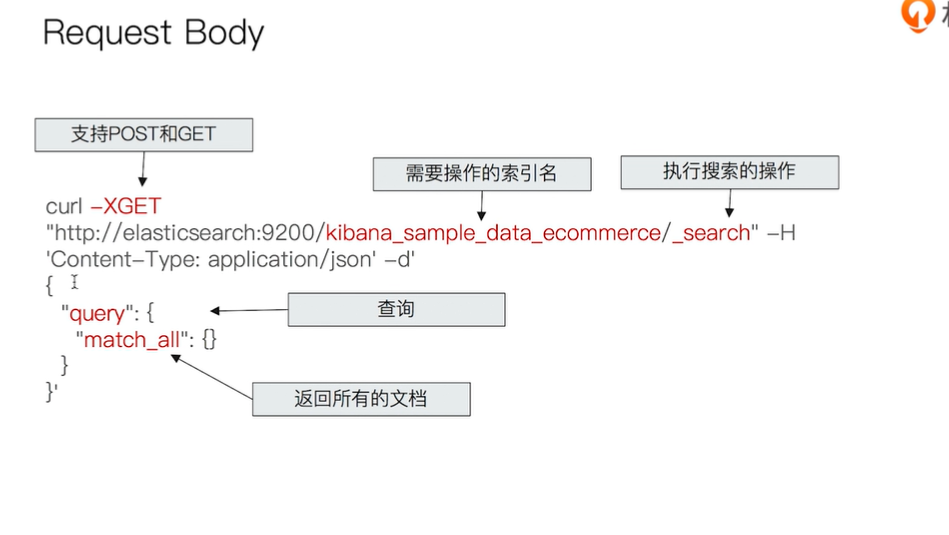 Request Body
支持POST和GET
需要操作的索引名
执行搜索的操作
curl -XGET
"http://elasticsearch:9200/kibana_sample_data_ecommerce/_search" -H
'Content-Type: application/json' -d'
{
"query": {
查询
"match_all": {}
}
}'
返回所有的文档